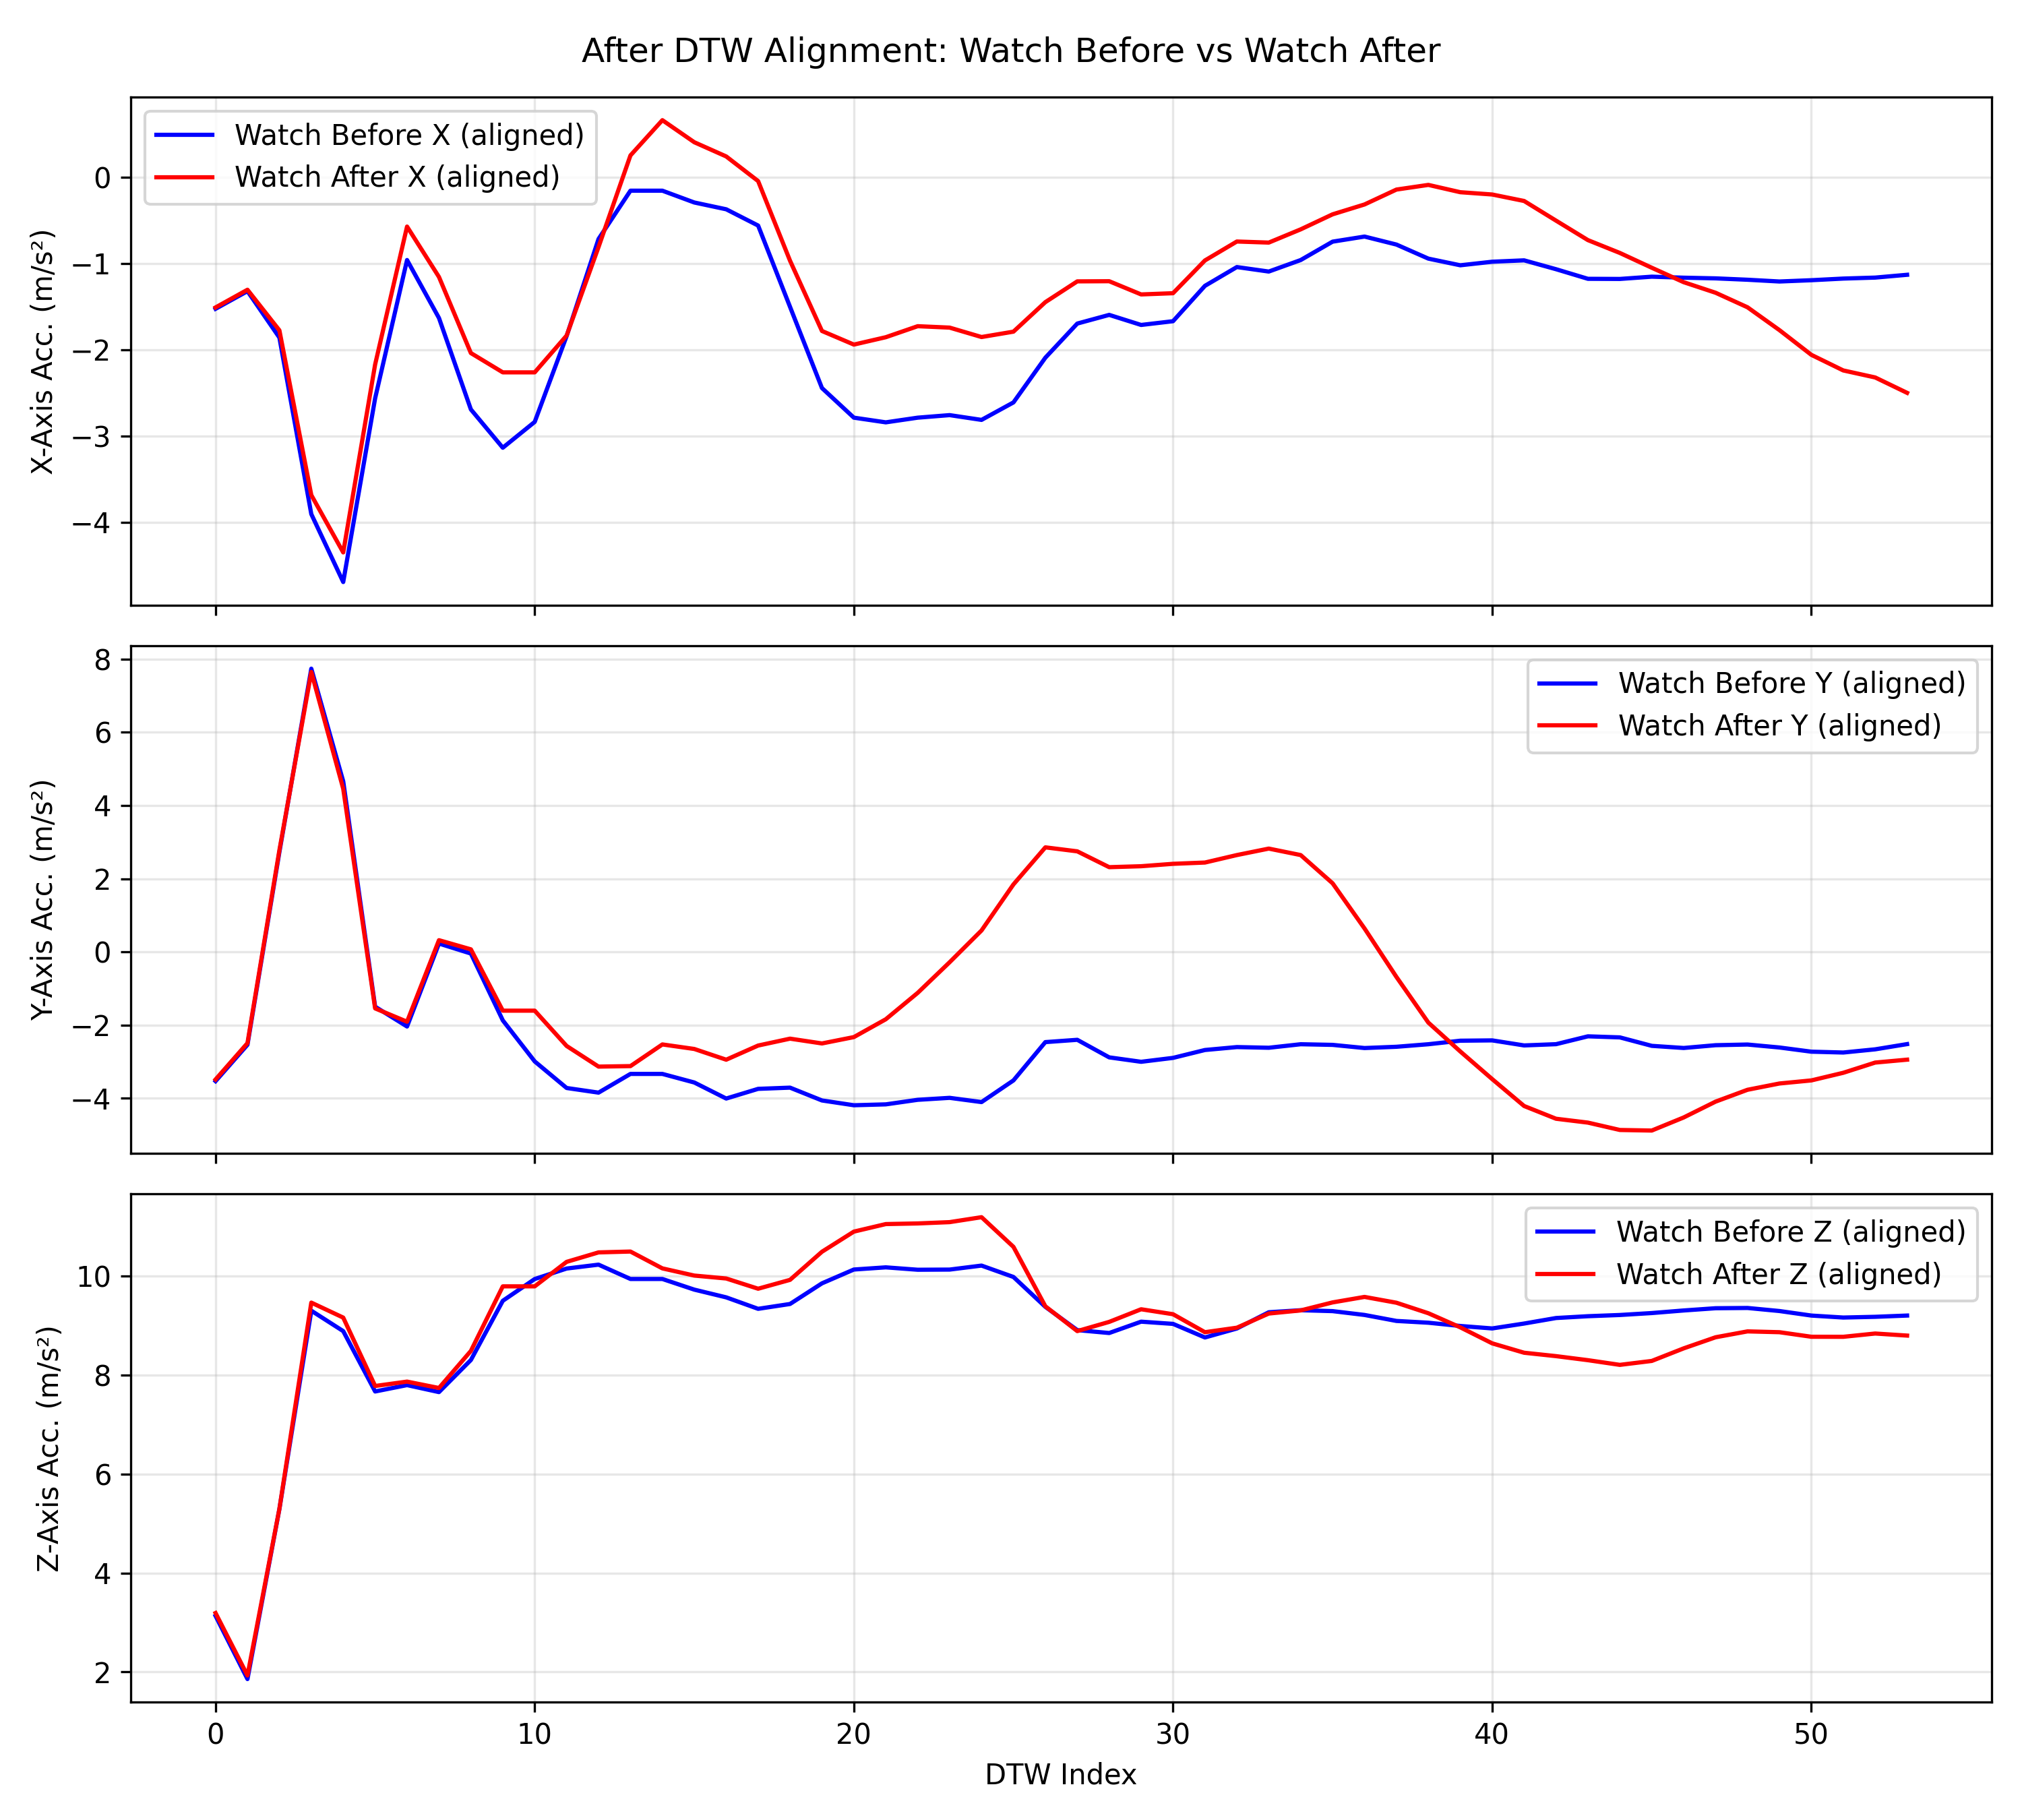 After DTW Alignment: Watch Before vs Watch After
Watch Before X (aligned)
Watch After X (aligned)
X-Axis Acc. (m/s²)
0
−1
−2
−3
−4
Watch Before Y (aligned)
Watch After Y (aligned)
Y-Axis Acc. (m/s²)
8
6
4
2
0
−2
−4
Watch Before Z (aligned)
Watch After Z (aligned)
Z-Axis Acc. (m/s²)
10
8
6
4
2
0 10 20 30 40 50
DTW Index